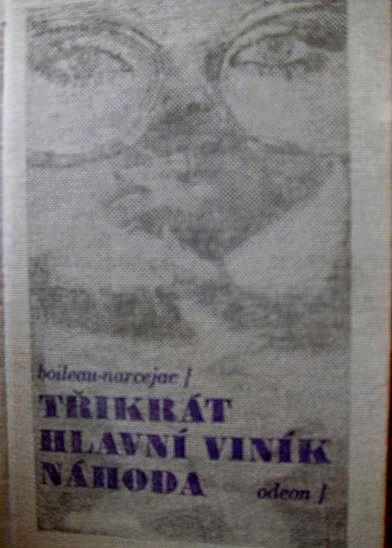 boileau-narcejac /
TŘIKRÁT
HLAVNÍ VINÍK
NÁHODA
odeon /